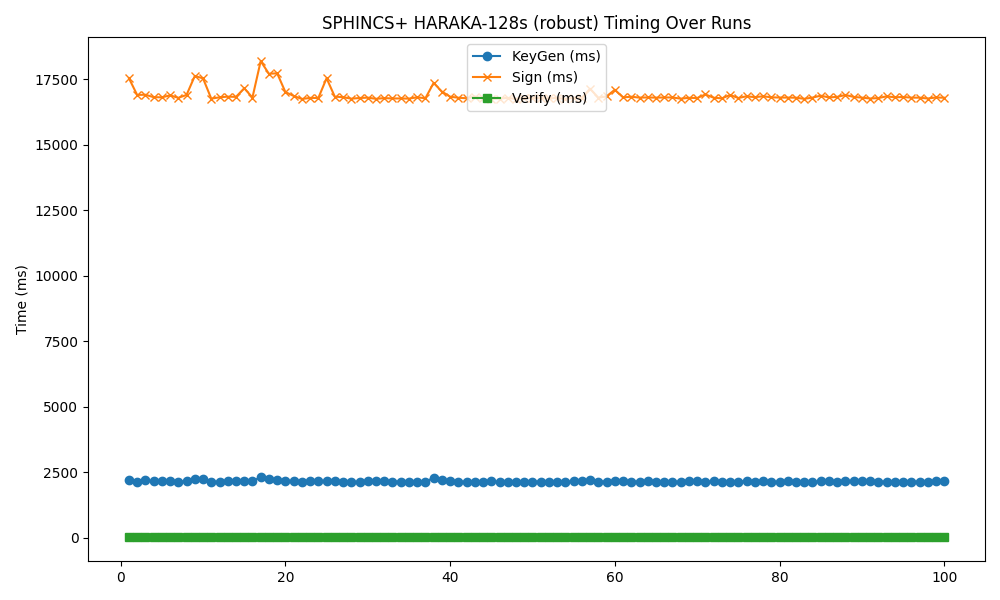 SPHINCS+ HARAKA-128s (robust) Timing Over Runs
KeyGen (ms)
Sign (ms)
Verify (ms)
Time (ms)
17500
15000
12500
10000
7500
5000
2500
0
0 20 40 60 80 100